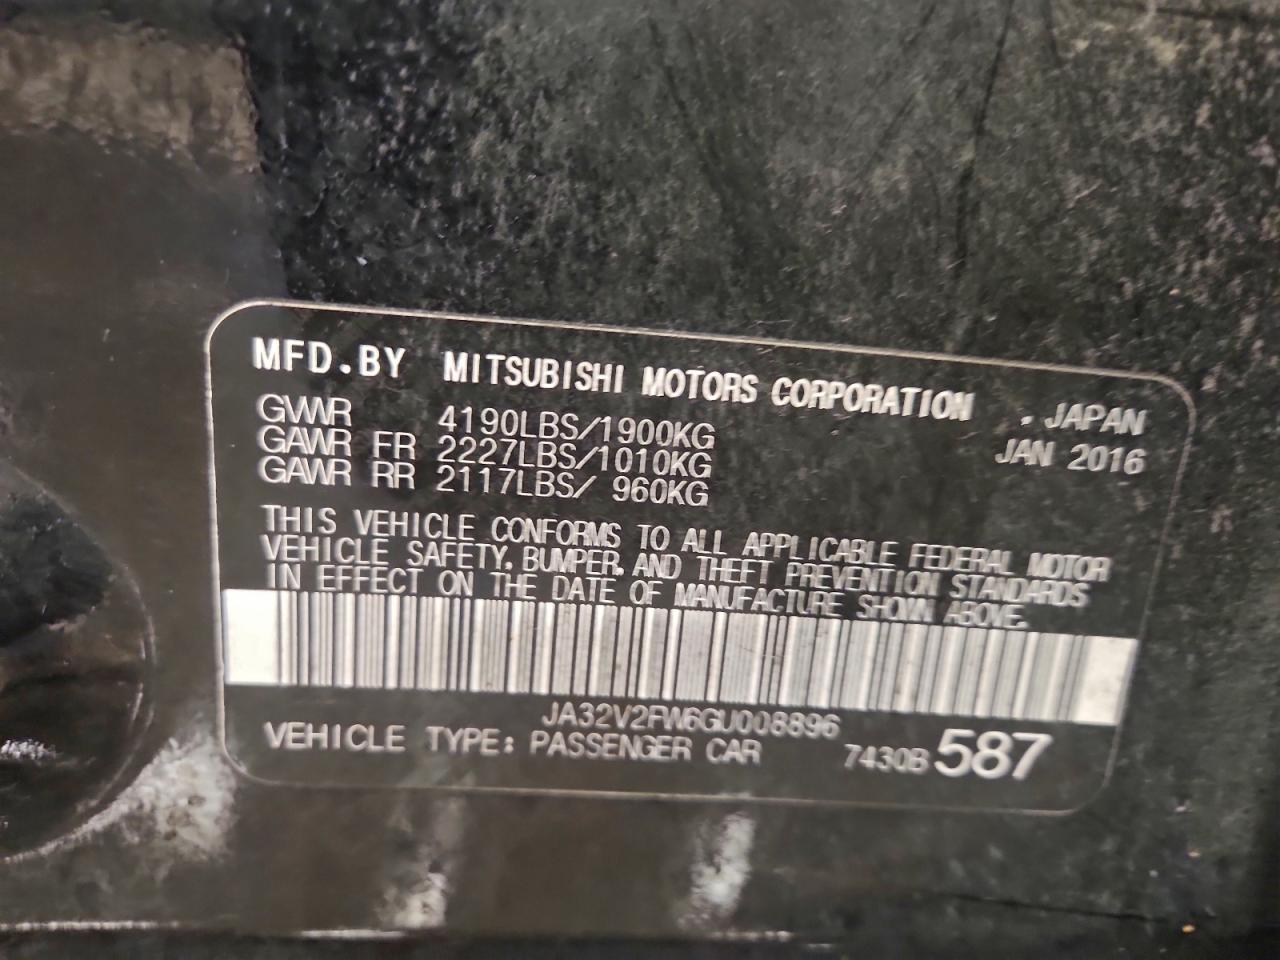 MFD.BY MITSUBISHI MOTORS CORPORATION , JAPAN
GVWR 4190LBS/1900KG JAN 2016
GAWR FR 2227LBS/1010KG
GAWR RR 2117LBS/ 960KG
THIS VEHICLE CONFORMS TO ALL APPLICABLE FEDERAL MOTOR
VEHICLE SAFETY, BUMPER, AND THEFT PREVENTION STANDARDS
IN EFFECT ON THE DATE OF MANUFACTURE SHOWN ABOVE.
JA32V2FW6GU008896
VEHICLE TYPE: PASSENGER CAR 7430B 587